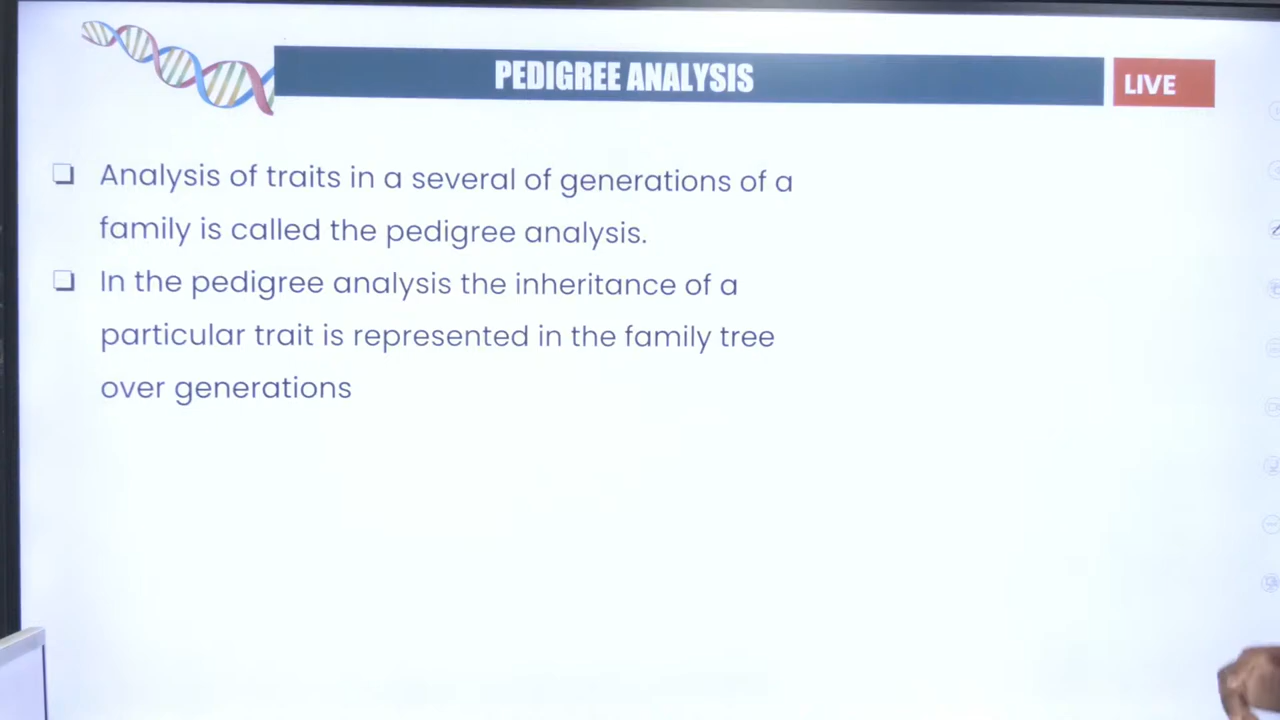 PEDIGREE ANALYSIS
LIVE
❏ Analysis of traits in a several of generations of a
family is called the pedigree analysis.
❏ In the pedigree analysis the inheritance of a
particular trait is represented in the family tree
over generations